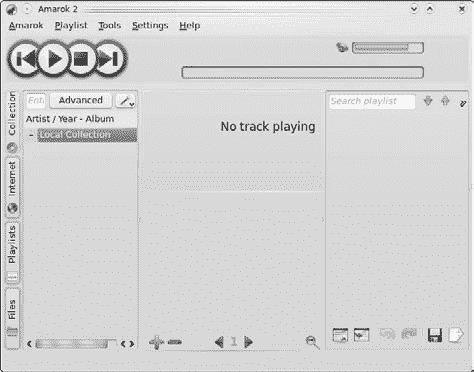 Amarok 2
Amarok Playlist Tools Settings Help
Collection
Internet
Playlists
Files
Advanced
Artist / Year - Album
Local Collection
No track playing
1
Search playlist